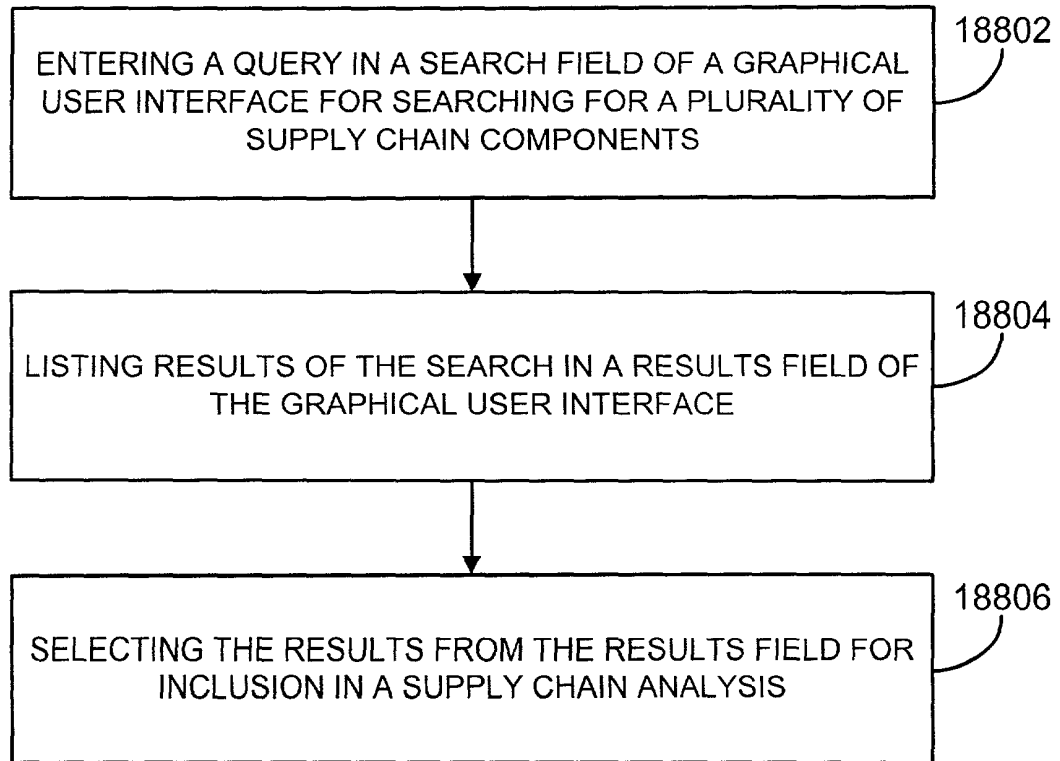 18802
ENTERING A QUERY IN A SEARCH FIELD OF A GRAPHICAL
USER INTERFACE FOR SEARCHING FOR A PLURALITY OF
SUPPLY CHAIN COMPONENTS
18804
LISTING RESULTS OF THE SEARCH IN A RESULTS FIELD OF
THE GRAPHICAL USER INTERFACE
18806
SELECTING THE RESULTS FROM THE RESULTS FIELD FOR
INCLUSION IN A SUPPLY CHAIN ANALYSIS